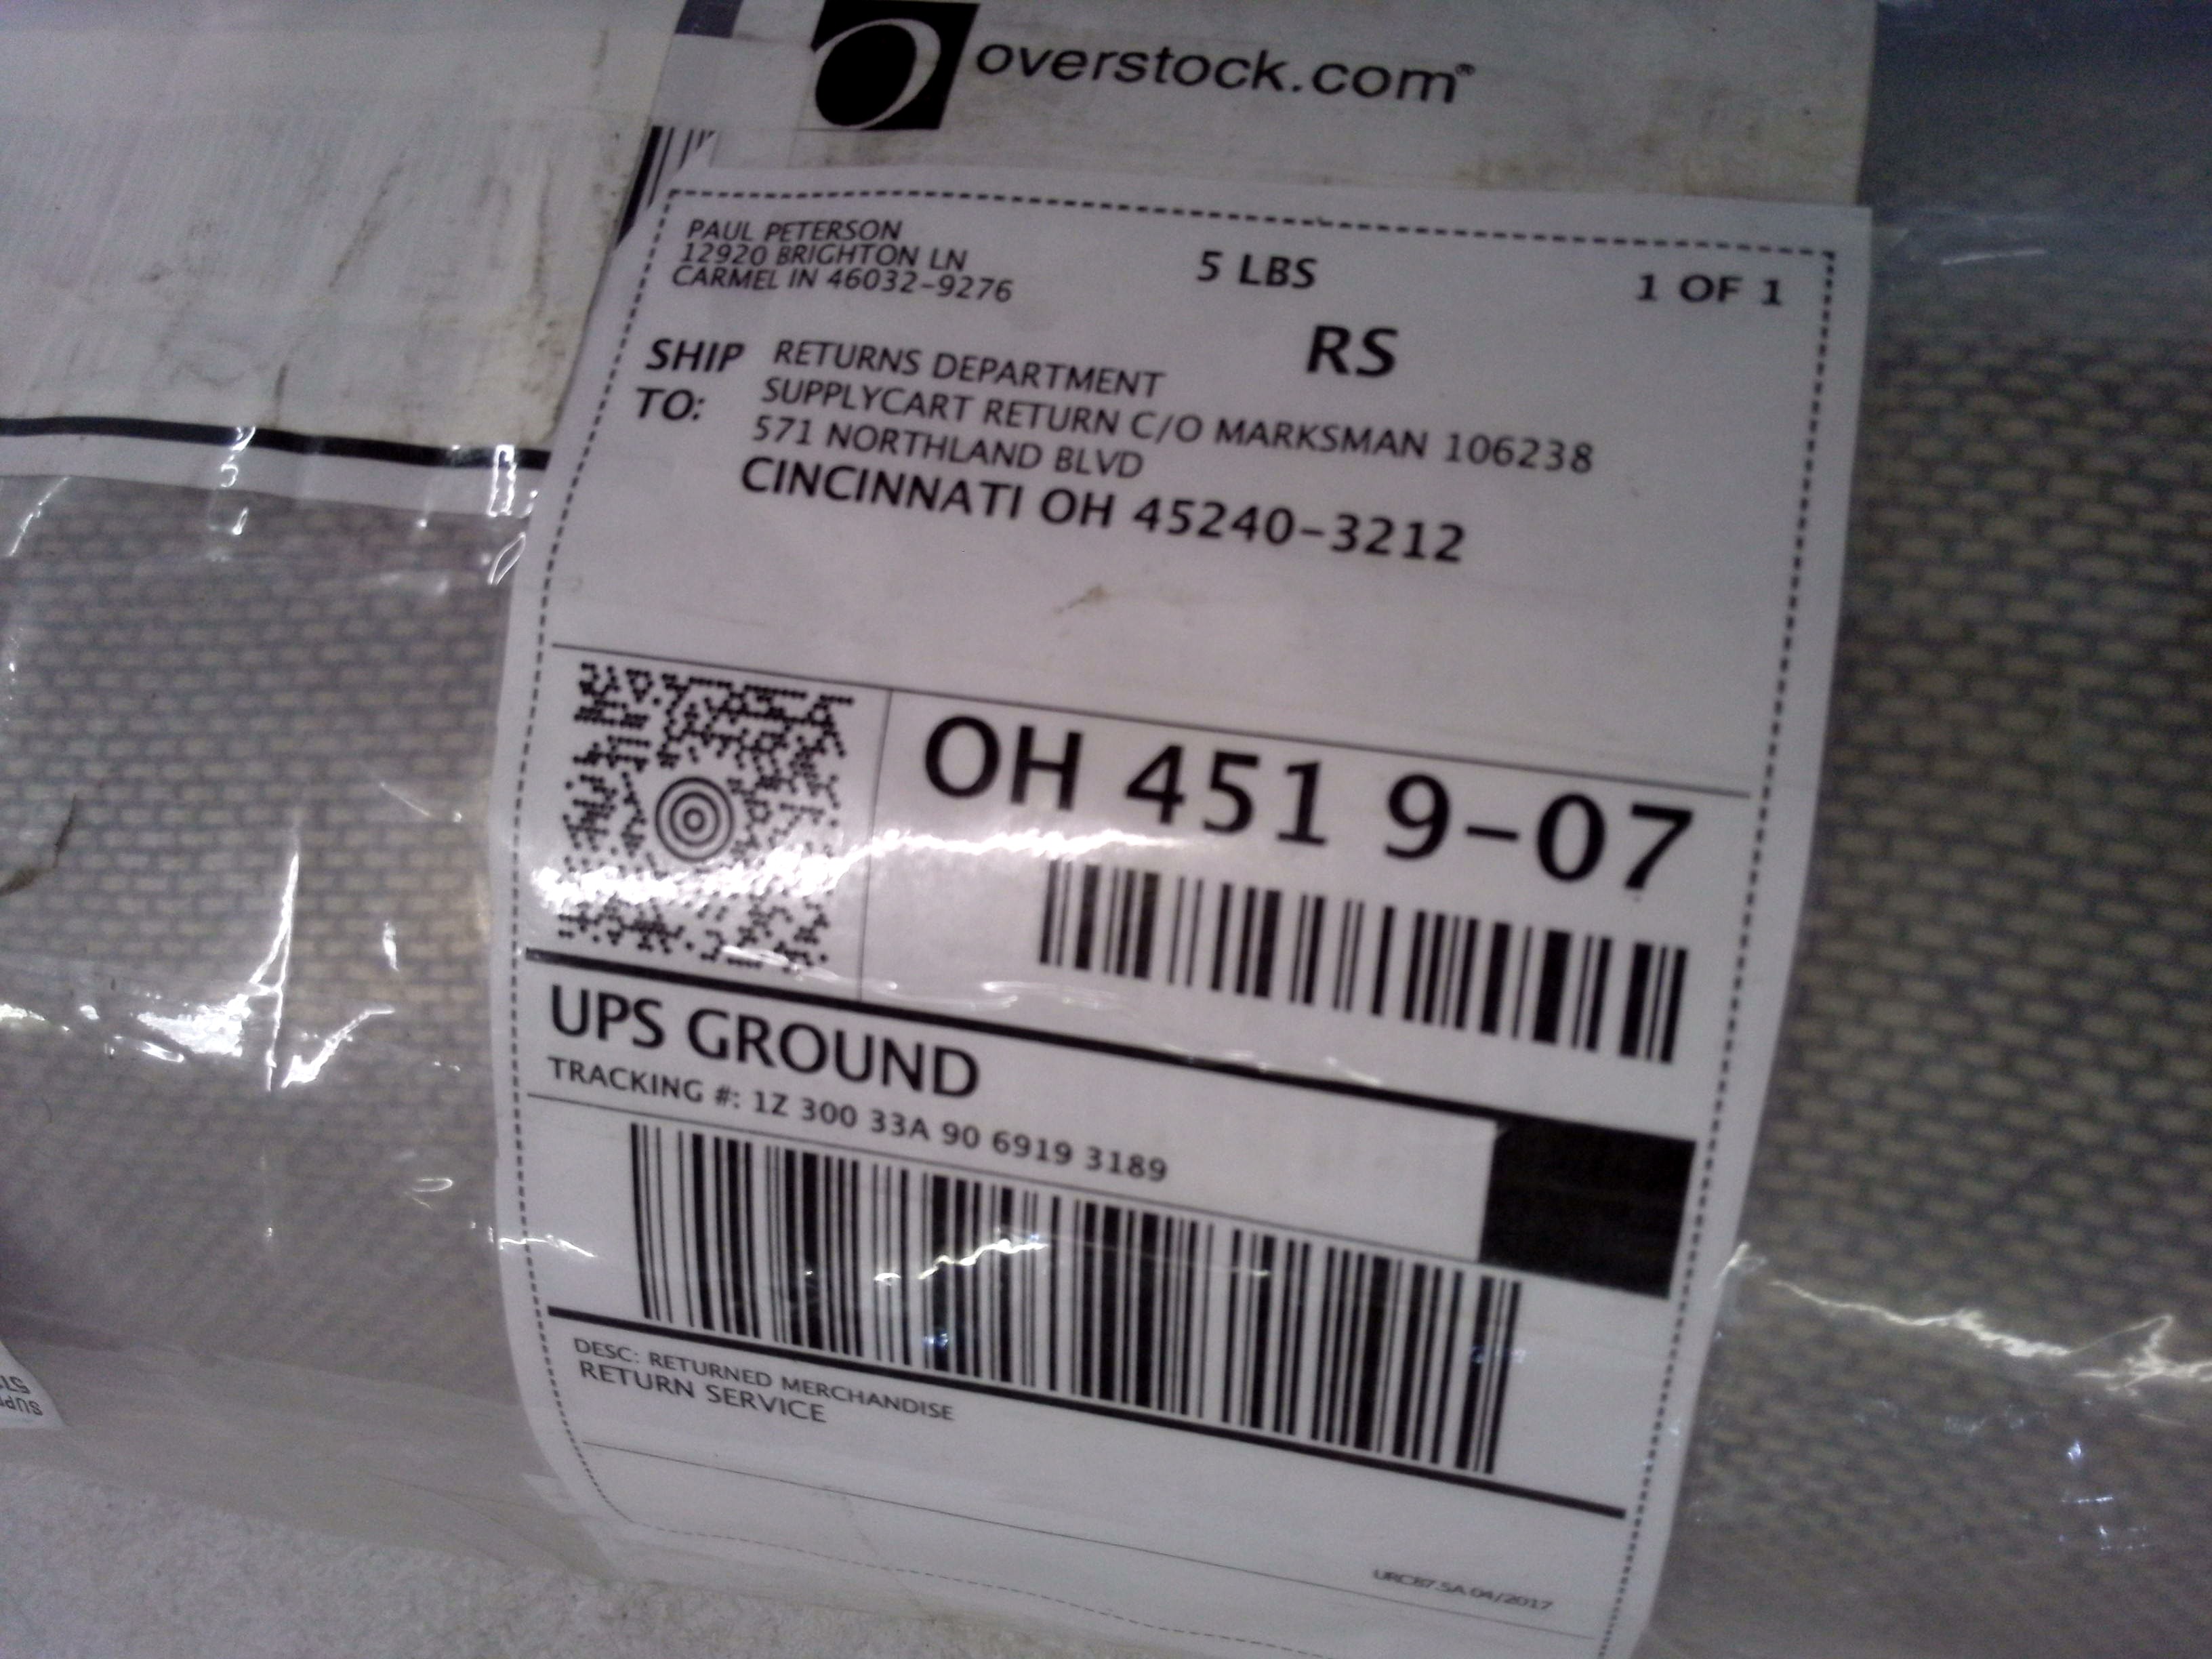 overstock.com®
PAUL PETERSON
12920 BRIGHTON LN
CARMEL IN 46032-9276
5 LBS
1 OF 1
RS
SHIP TO:
RETURNS DEPARTMENT
SUPPLYCART RETURN C/O MARKSMAN 106238
571 NORTHLAND BLVD
CINCINNATI OH 45240-3212
OH 451 9-07
UPS GROUND
TRACKING #: 1Z 300 33A 90 6919 3189
DESC: RETURNED MERCHANDISE
RETURN SERVICE
04/2017